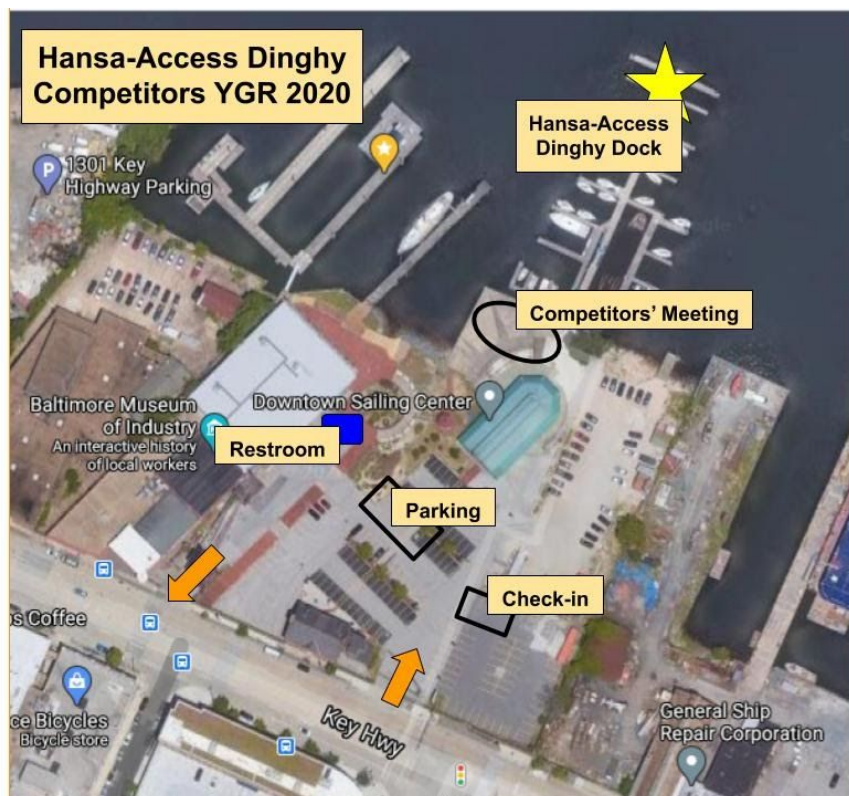 Hansa-Access Dinghy
Competitors YGR 2020
Hansa-Access
Dinghy Dock
P
1301 Key
Highway Parking
Competitors' Meeting
Downtown Sailing Center
Baltimore Museum
of Industry
An interactive history
of local workers
Restroom
Parking
Check-in
os Coffee
Key Hwy
ce Bicycles
Bicycle store
General Ship
Repair Corporation